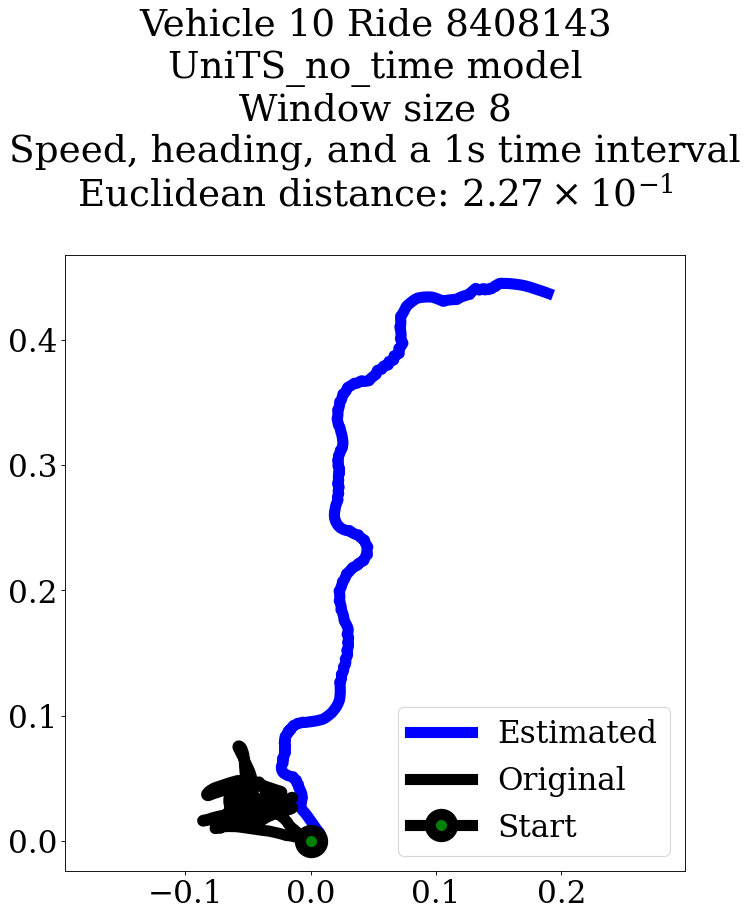 Vehicle 10 Ride 8408143
UniTS_no_time model
Window size 8
Speed, heading, and a 1s time interval
Euclidean distance: 2.27 × 10⁻¹
0.4
0.3
0.2
0.1
0.0
−0.1 0.0 0.1 0.2
Estimated
Original
Start